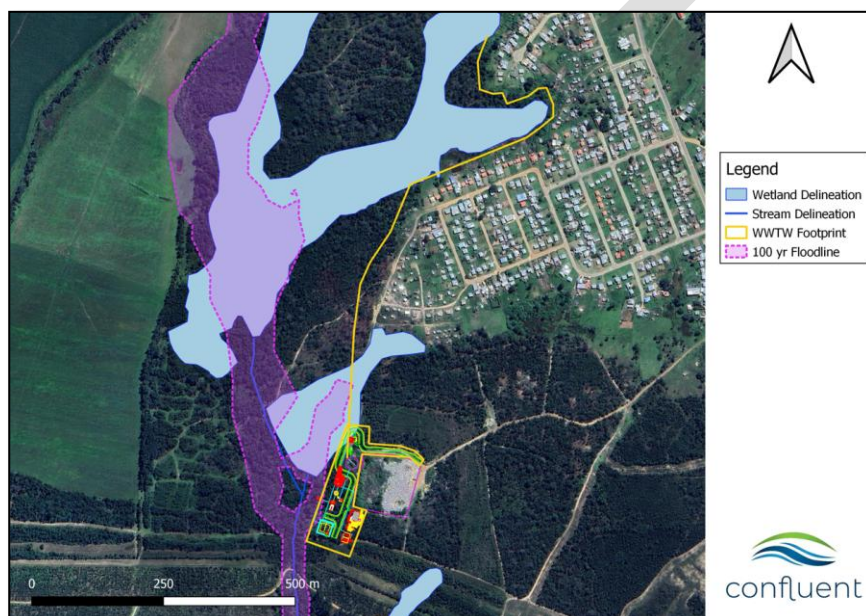 Legend
Wetland Delineation
Stream Delineation
WWTW Footprint
100 yr Floodline
0 250 500 m
confluent